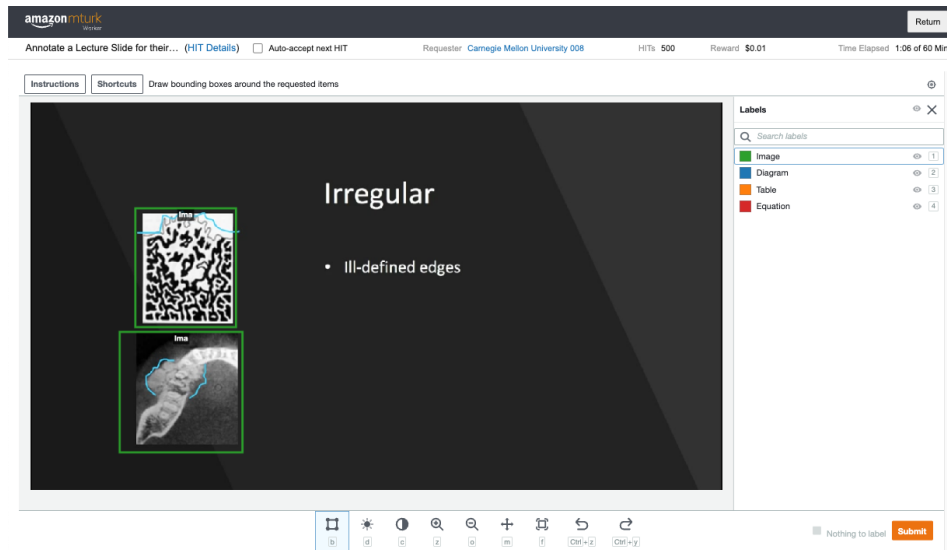 amazon mturk
Worker
Return
Annotate a Lecture Slide for their... (HIT Details) Auto-accept next HIT Requester Carnegie Mellon University 008 HITs 500 Reward $0.01 Time Elapsed 1:06 of 60 Min
Instructions Shortcuts Draw bounding boxes around the requested items
Labels
Search labels
Image 1
Diagram 2
Table 3
Equation 4
Irregular
Ima
• Ill-defined edges
Ima
b d c z o m f Ctrl+z Ctrl+y
Nothing to label Submit